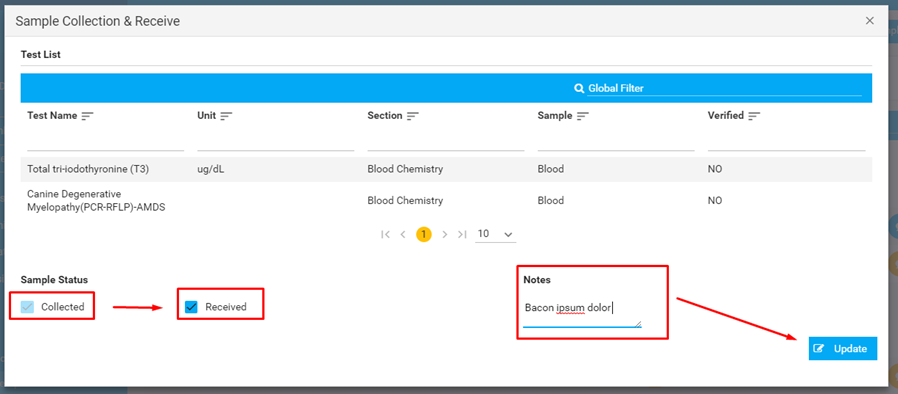 Sample Collection & Receive
Test List
Global Filter
Test Name Unit Section Sample Verified
Total tri-iodothyronine (T3) ug/dL Blood Chemistry Blood NO
Canine Degenerative
Myelopathy(PCR-RFLP)-AMDS Blood Chemistry Blood NO
1 10
Sample Status Notes
Collected Received Bacon ipsum dolor
Update